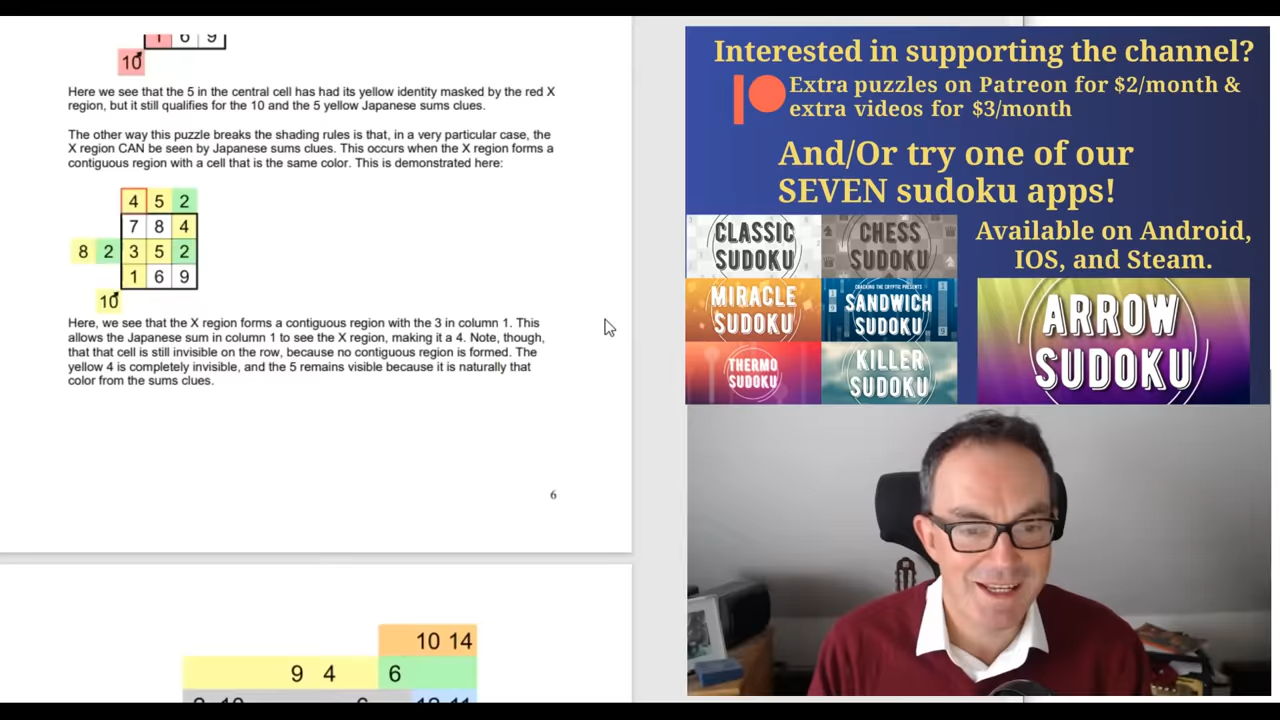 1 6 9
10
Here we see that the 5 in the central cell has had its yellow identity masked by the red X
region, but it still qualifies for the 10 and the 5 yellow Japanese sums clues.
The other way this puzzle breaks the shading rules is that, in a very particular case, the
X region CAN be seen by Japanese sums clues. This occurs when the X region forms a
contiguous region with a cell that is the same color. This is demonstrated here:
4 5 2
7 8 4
8 2 3 5 2
1 6 9
10
Here, we see that the X region forms a contiguous region with the 3 in column 1. This
allows the Japanese sum in column 1 to see the X region, making it a 4. Note, though,
that that cell is still invisible on the row, because no contiguous region is formed. The
yellow 4 is completely invisible, and the 5 remains visible because it is naturally that
color from the sums clues.
6
10 14
9 4 6
Interested in supporting the channel?
Extra puzzles on Patreon for $2/month &
extra videos for $3/month
And/Or try one of our
SEVEN sudoku apps!
CLASSIC
SUDOKU
CHESS
SUDOKU
MIRACLE
SUDOKU
CRACKING THE CRYPTIC PRESENTS
SANDWICH
SUDOKU
THERMO
SUDOKU
KILLER
SUDOKU
Available on Android,
IOS, and Steam.
ARROW
SUDOKU